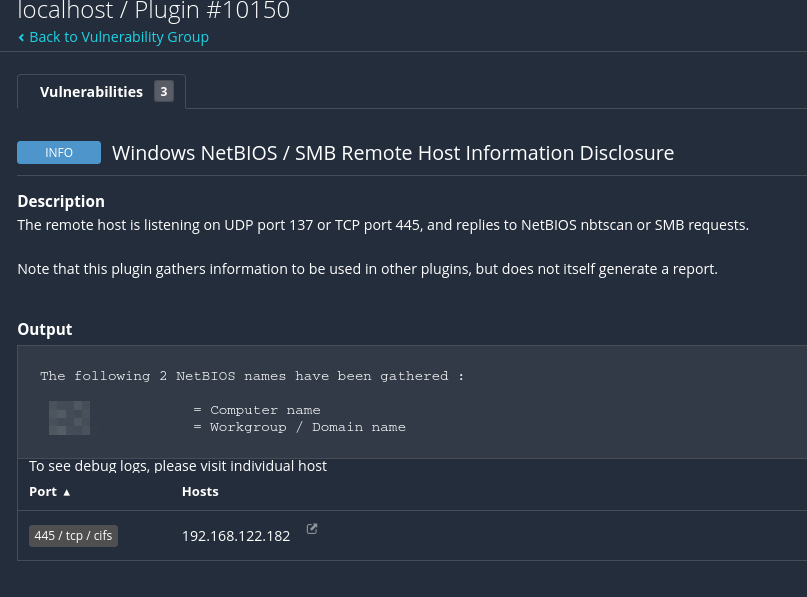 localhost / Plugin #10150
‹ Back to Vulnerability Group
Vulnerabilities 3
INFO Windows NetBIOS / SMB Remote Host Information Disclosure
Description
The remote host is listening on UDP port 137 or TCP port 445, and replies to NetBIOS nbtscan or SMB requests.
Note that this plugin gathers information to be used in other plugins, but does not itself generate a report.
Output
The following 2 NetBIOS names have been gathered :
= Computer name
= Workgroup / Domain name
To see debug logs, please visit individual host
Port ▲ Hosts
445 / tcp / cifs 192.168.122.182